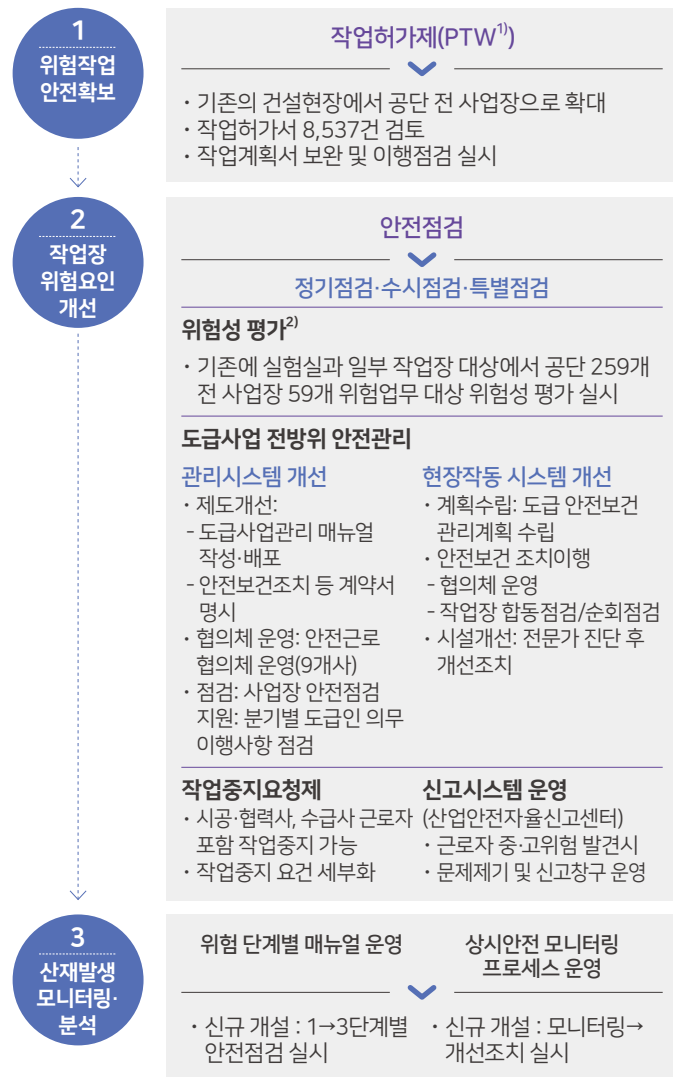 1
위험작업
안전확보
작업허가제(PTW1))
· 기존의 건설현장에서 공단 전 사업장으로 확대
· 작업허가서 8,537건 검토
· 작업계획서 보완 및 이행점검 실시
2
작업장
위험요인
개선
안전점검
정기점검·수시점검·특별점검
위험성 평가2)
· 기존에 실험실과 일부 작업장 대상에서 공단 259개
전 사업장 59개 위험업무 대상 위험성 평가 실시
도급사업 전방위 안전관리
관리시스템 개선
· 제도개선:
- 도급사업관리 매뉴얼
작성·배포
- 안전보건조치 등 계약서
명시
· 협의체 운영: 안전근로
협의체 운영(9개사)
· 점검: 사업장 안전점검
지원: 분기별 도급인 의무
이행사항 점검
현장작동 시스템 개선
· 계획수립: 도급 안전보건
관리계획 수립
· 안전보건 조치이행
- 협의체 운영
- 작업장 합동점검/순회점검
· 시설개선: 전문가 진단 후
개선조치
작업중지요청제
· 시공·협력사, 수급사 근로자
포함 작업중지 가능
· 작업중지 요건 세부화
신고시스템 운영
(산업안전자율신고센터)
· 근로자 중·고위험 발견시
· 문제제기 및 신고창구 운영
3
산재발생
모니터링·
분석
위험 단계별 매뉴얼 운영
상시안전 모니터링
프로세스 운영
· 신규 개설 : 1→3단계별
안전점검 실시
· 신규 개설 : 모니터링→
개선조치 실시